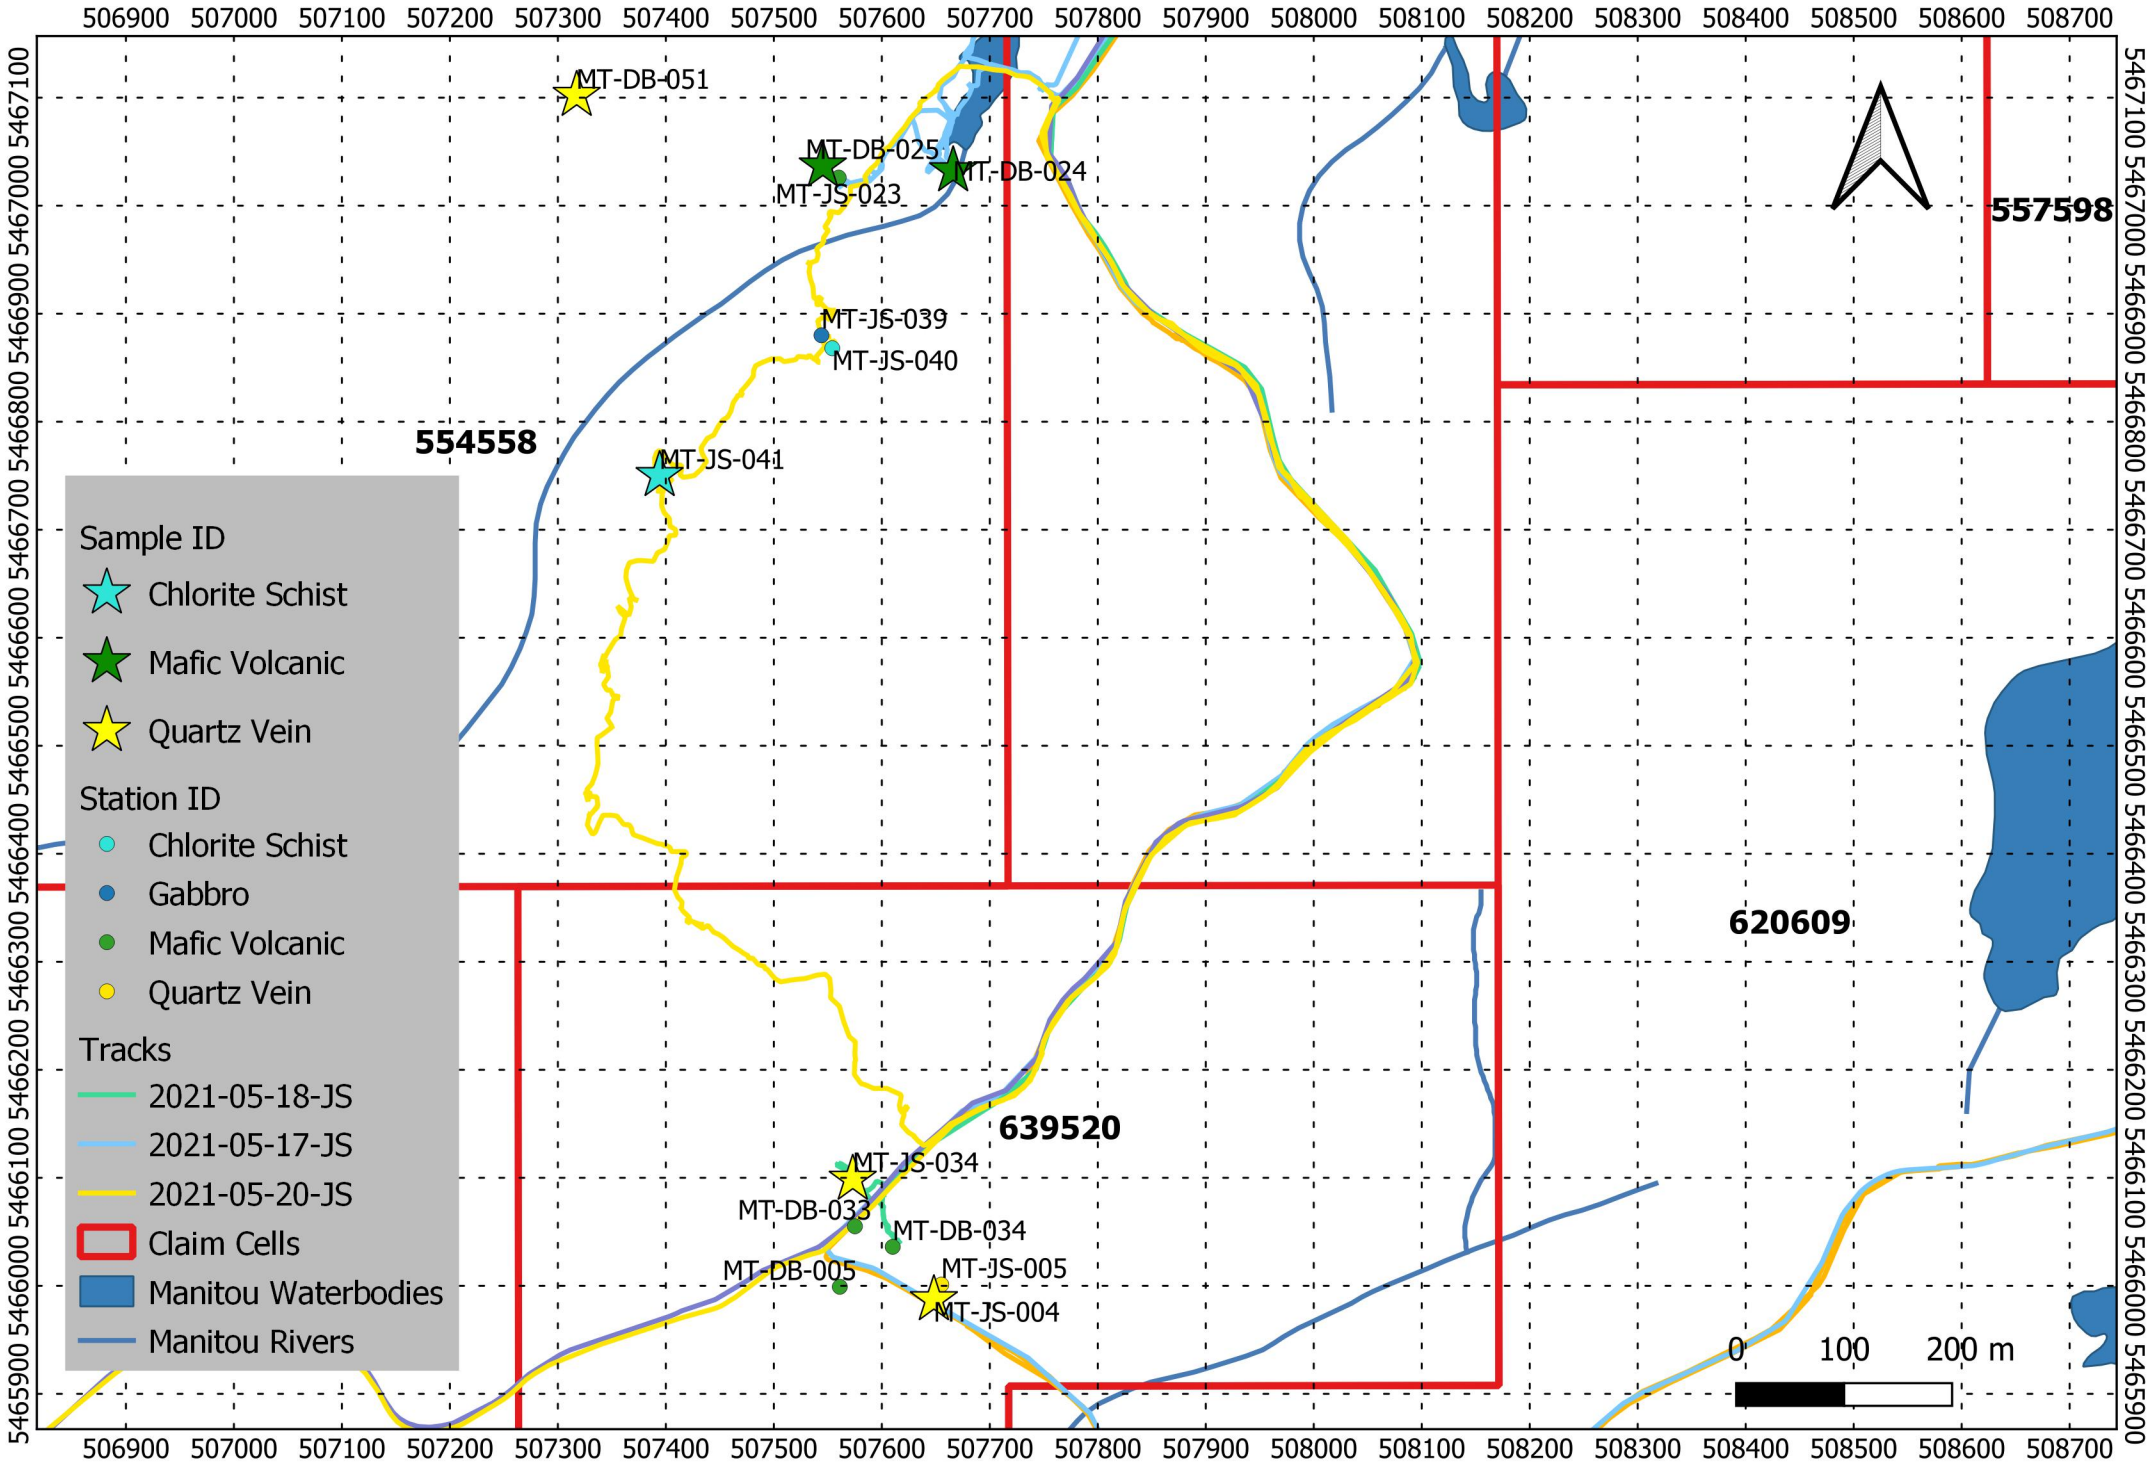 506900 507000 507100 507200 507300 507400 507500 507600 507700 507800 507900 508000 508100 508200 508300 508400 508500 508600 508700
5467100
5467000
5466900
5466800
5466700
5466600
5466500
5466400
5466300
5466200
5466100
5466000
5465900
MT-DB-051
MT-DB-025
MT-DB-024
MT-JS-023
557598
MT-JS-039
MT-JS-040
554558
MT-JS-041
Sample ID
Chlorite Schist
Mafic Volcanic
Quartz Vein
Station ID
Chlorite Schist
Gabbro
Mafic Volcanic
Quartz Vein
Tracks
2021-05-18-JS
2021-05-17-JS
2021-05-20-JS
Claim Cells
Manitou Waterbodies
Manitou Rivers
620609
639520
MT-JS-034
MT-DB-033
MT-DB-034
MT-DB-005
MT-JS-005
MT-JS-004
0 100 200 m
5467100
5467000
5466900
5466800
5466700
5466600
5466500
5466400
5466300
5466200
5466100
5466000
5465900
506900 507000 507100 507200 507300 507400 507500 507600 507700 507800 507900 508000 508100 508200 508300 508400 508500 508600 508700